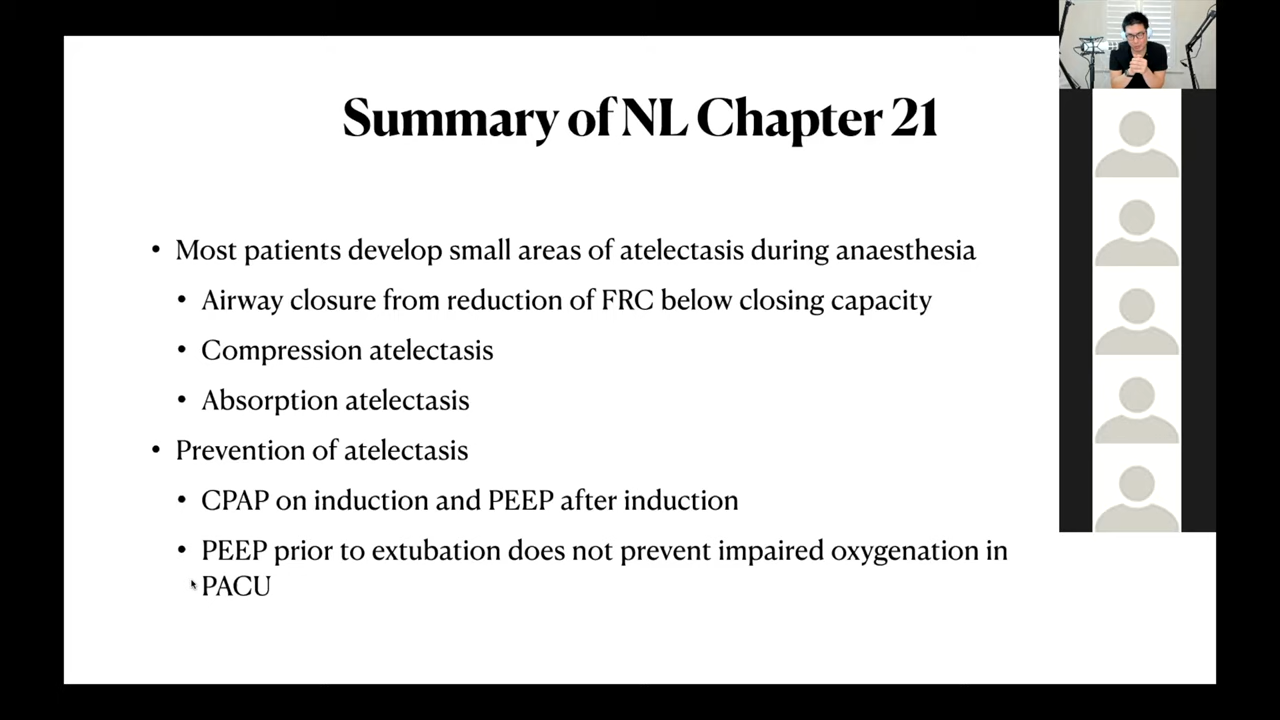 Summary of NL Chapter 21
• Most patients develop small areas of atelectasis during anaesthesia
• Airway closure from reduction of FRC below closing capacity
• Compression atelectasis
• Absorption atelectasis
• Prevention of atelectasis
• CPAP on induction and PEEP after induction
• PEEP prior to extubation does not prevent impaired oxygenation in
PACU